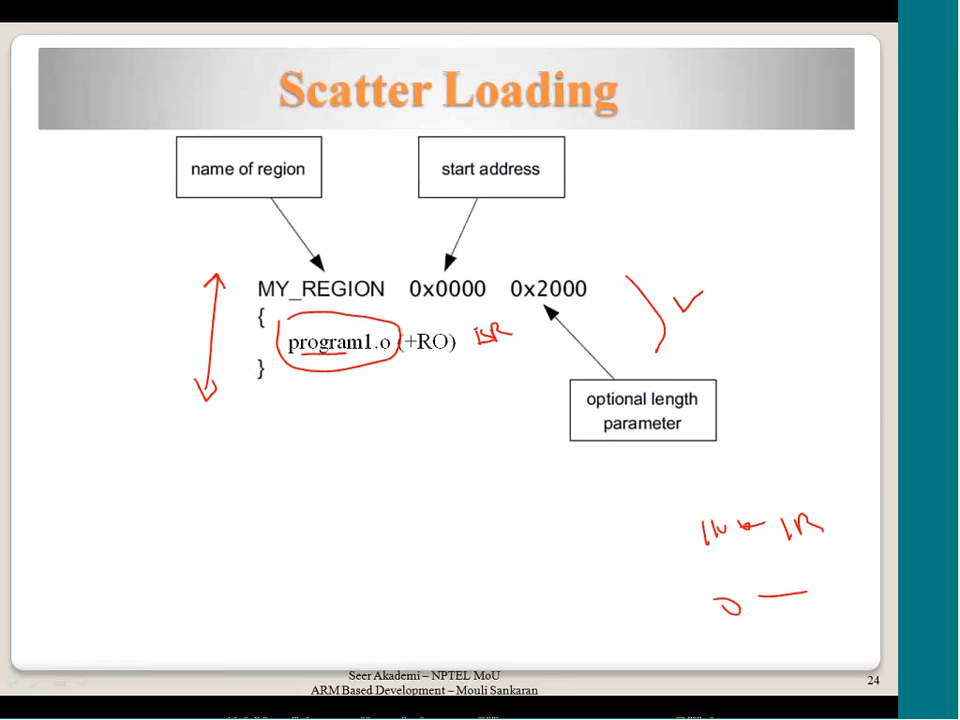 Scatter Loading
name of region
start address
MY_REGION 0x0000 0x2000
{
program1.o (+RO) ISR
}
optional length
parameter
Seer Akademi – NPTEL MoU
ARM Based Development – Mouli Sankaran
24